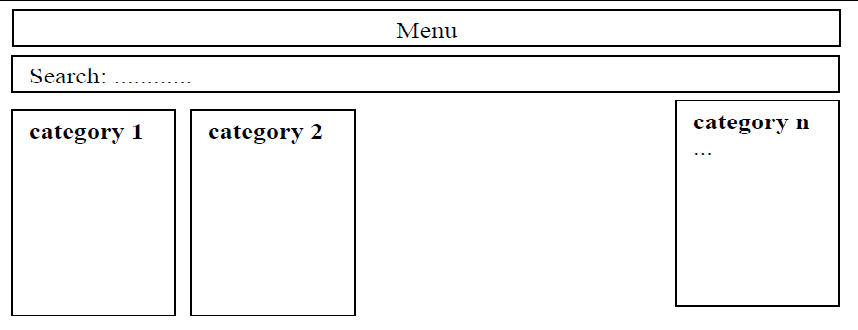 Menu
Search: ............
category 1
category 2
category n
...